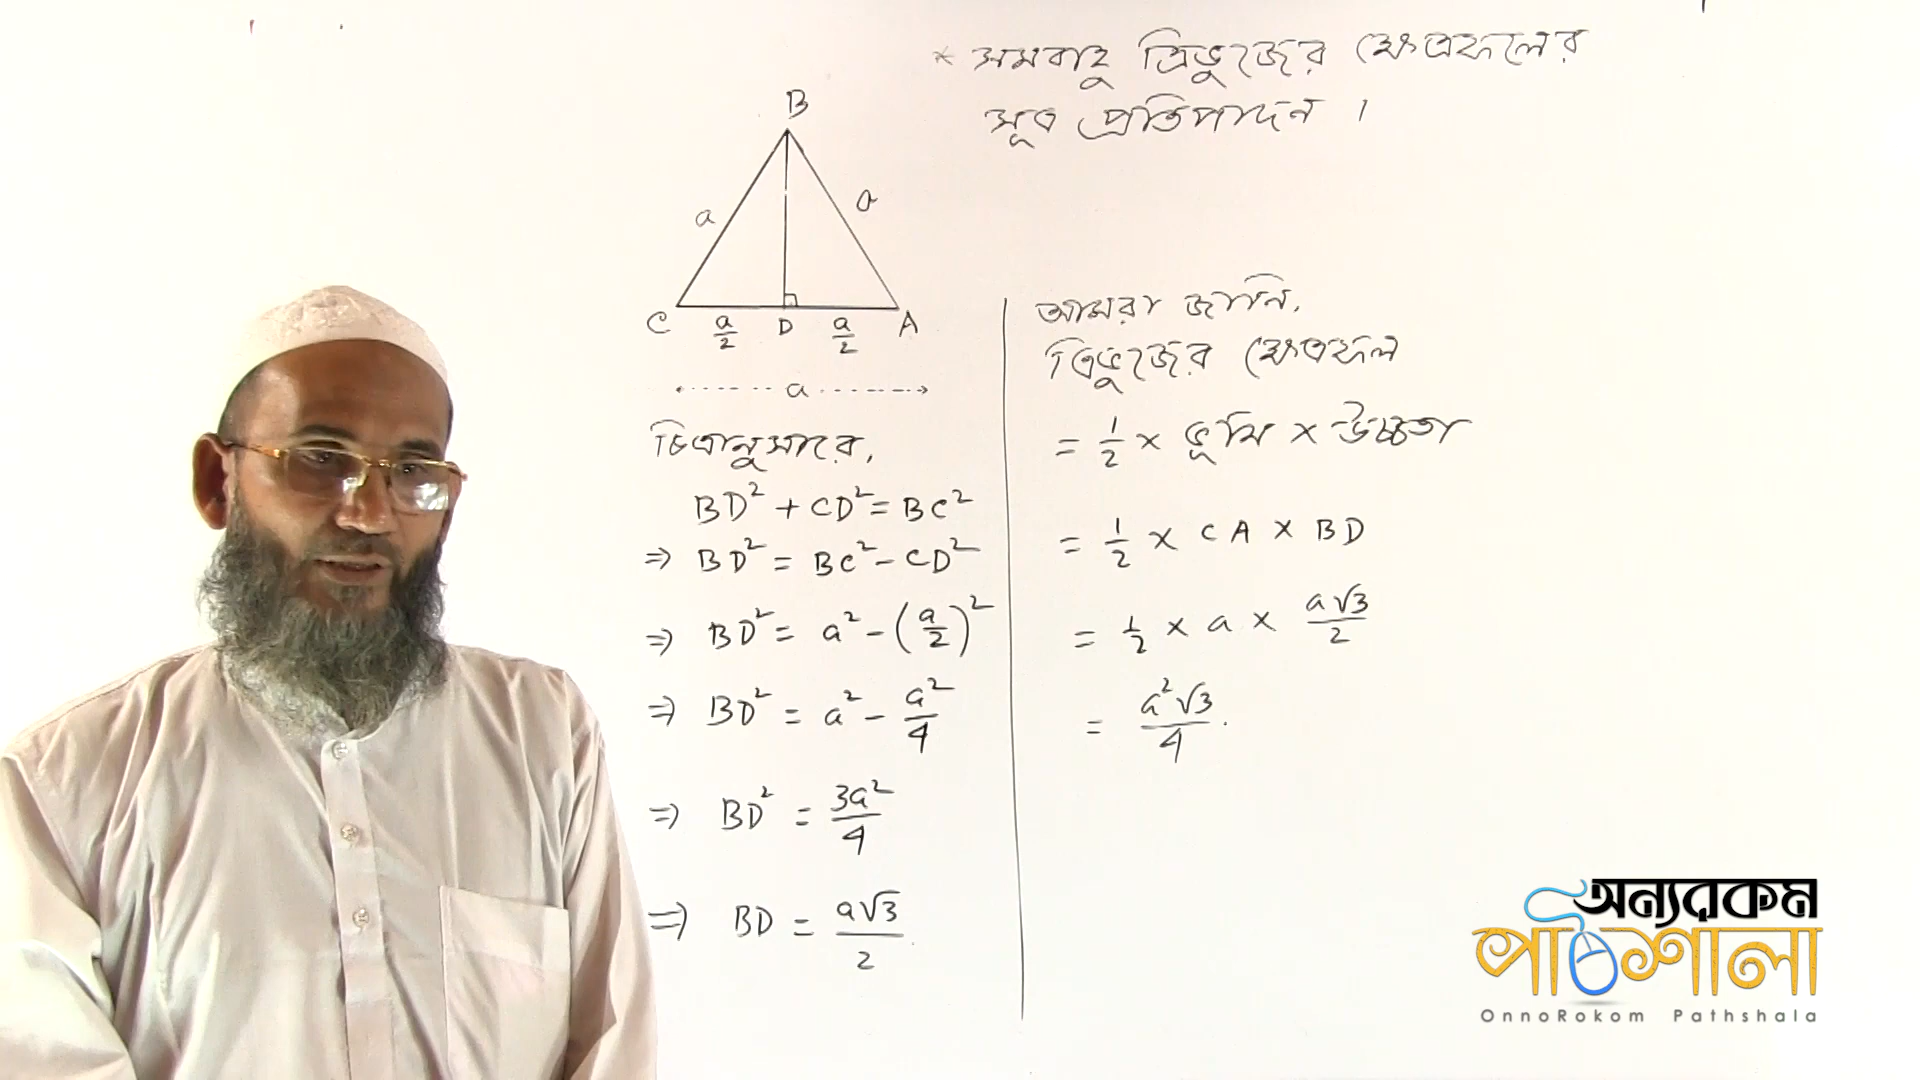 * সমবাহু ত্রিভুজের ক্ষেত্রফলের
সূত্র প্রতিপাদন ।
B
a
a
C
a/2
D
a/2
A
a
চিত্রানুসারে,
BD² + CD² = BC²
⇒ BD² = BC² - CD²
⇒ BD² = a² - (a/2)²
⇒ BD² = a² - a²/4
⇒ BD² = 3a²/4
⇒ BD = a√3/2
আমরা জানি,
ত্রিভুজের ক্ষেত্রফল
= 1/2 × ভূমি × উচ্চতা
= 1/2 × CA × BD
= 1/2 × a × a√3/2
= a²√3/4
অন্যরকম
পাঠশালা
OnnoRokom Pathshala